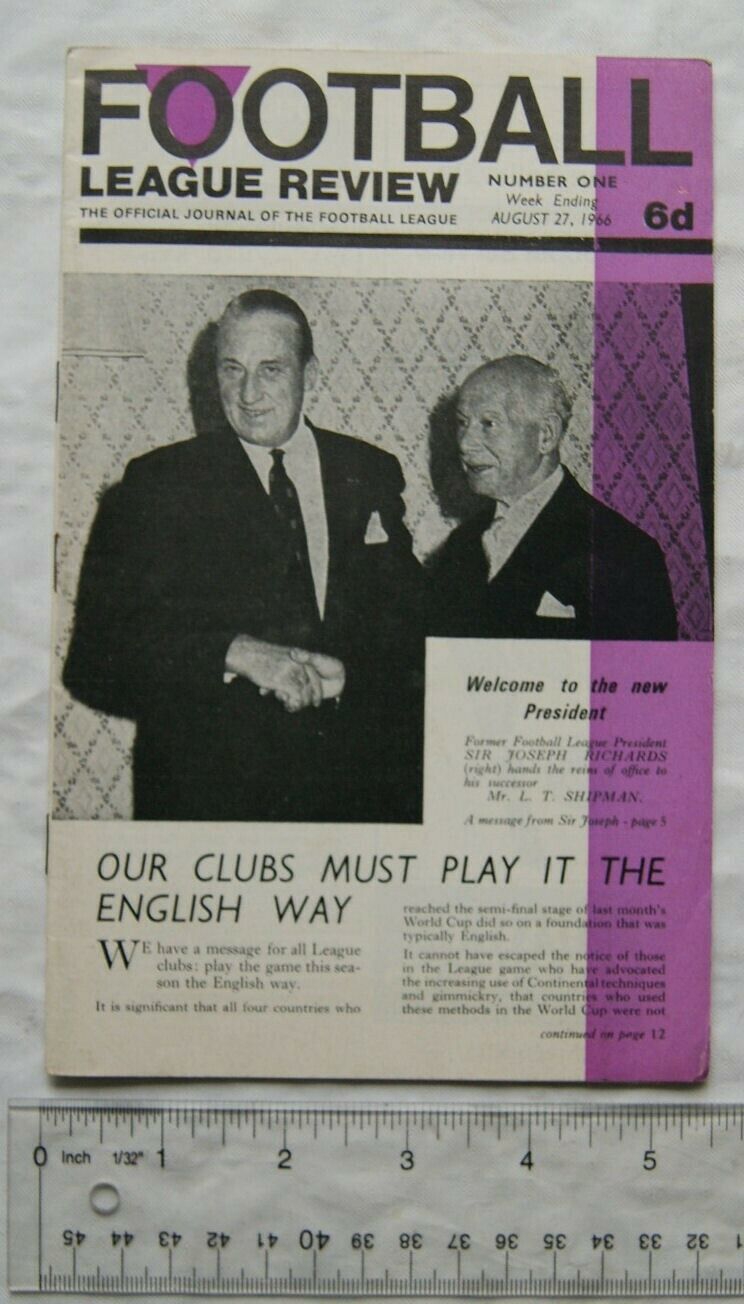 FOOTBALL
LEAGUE REVIEW
THE OFFICIAL JOURNAL OF THE FOOTBALL LEAGUE
NUMBER ONE
Week Ending
AUGUST 27, 1966
6d
Welcome to the new
President
Former Football League President
SIR JOSEPH RICHARDS
(right) hands the reins of office to
his successor
Mr. L. T. SHIPMAN.
A message from Sir Joseph - page 5
OUR CLUBS MUST PLAY IT THE
ENGLISH WAY
WE have a message for all League
clubs: play the game this sea-
son the English way.
It is significant that all four countries who
reached the semi-final stage of last month's
World Cup did so on a foundation that was
typically English.
It cannot have escaped the notice of those
in the League game who have advocated
the increasing use of Continental techniques
and gimmickry, that countries who used
these methods in the World Cup were not
continued on page 12
0 Inch 1/32" 1 2 3 4 5
45 44 43 42 41 40 39 38 37 36 35 34 33 32